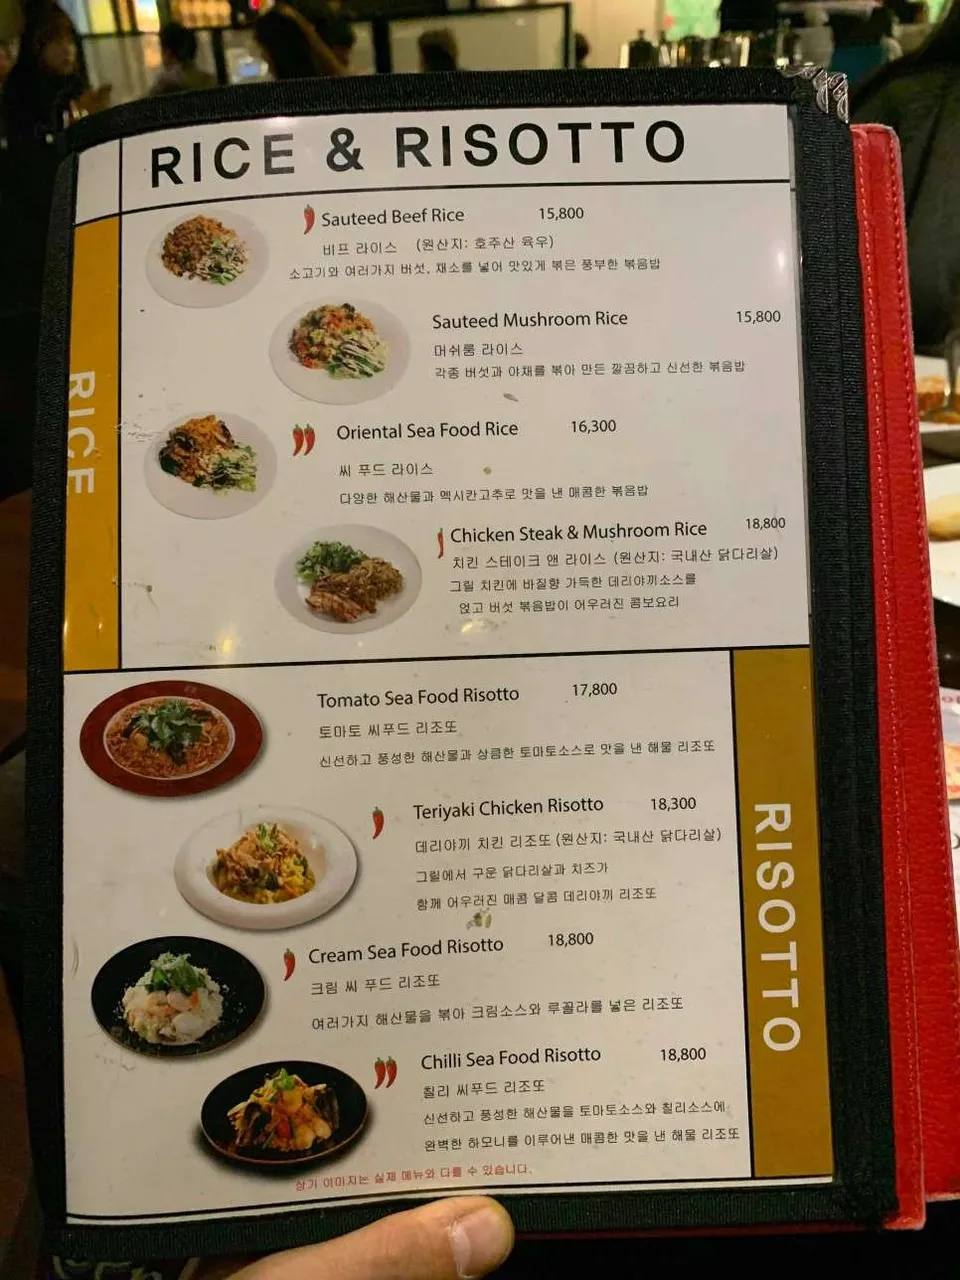 RICE & RISOTTO
RICE
Sauteed Beef Rice 15,800
비프 라이스 (원산지: 호주산 육우)
소고기와 여러가지 버섯, 채소를 넣어 맛있게 볶은 풍부한 볶음밥
Sauteed Mushroom Rice 15,800
머쉬룸 라이스
각종 버섯과 야채를 볶아 만든 깔끔하고 신선한 볶음밥
Oriental Sea Food Rice 16,300
씨 푸드 라이스
다양한 해산물과 멕시칸고추로 맛을 낸 매콤한 볶음밥
Chicken Steak & Mushroom Rice 18,800
치킨 스테이크 앤 라이스 (원산지: 국내산 닭다리살)
그릴 치킨에 바질향 가득한 데리야끼소스를
얹고 버섯 볶음밥이 어우러진 콤보요리
RISOTTO
Tomato Sea Food Risotto 17,800
토마토 씨푸드 리조또
신선하고 풍성한 해산물과 상큼한 토마토소스로 맛을 낸 해물 리조또
Teriyaki Chicken Risotto 18,300
데리야끼 치킨 리조또 (원산지: 국내산 닭다리살)
그릴에서 구운 닭다리살과 치즈가
함께 어우러진 매콤 달콤 데리야끼 리조또
Cream Sea Food Risotto 18,800
크림 씨 푸드 리조또
여러가지 해산물을 볶아 크림소스와 루꼴라를 넣은 리조또
Chilli Sea Food Risotto 18,800
칠리 씨푸드 리조또
신선하고 풍성한 해산물을 토마토소스와 칠리소스에
완벽한 하모니를 이루어낸 매콤한 맛을 낸 해물 리조또
상기 이미지는 실제 메뉴와 다를 수 있습니다.